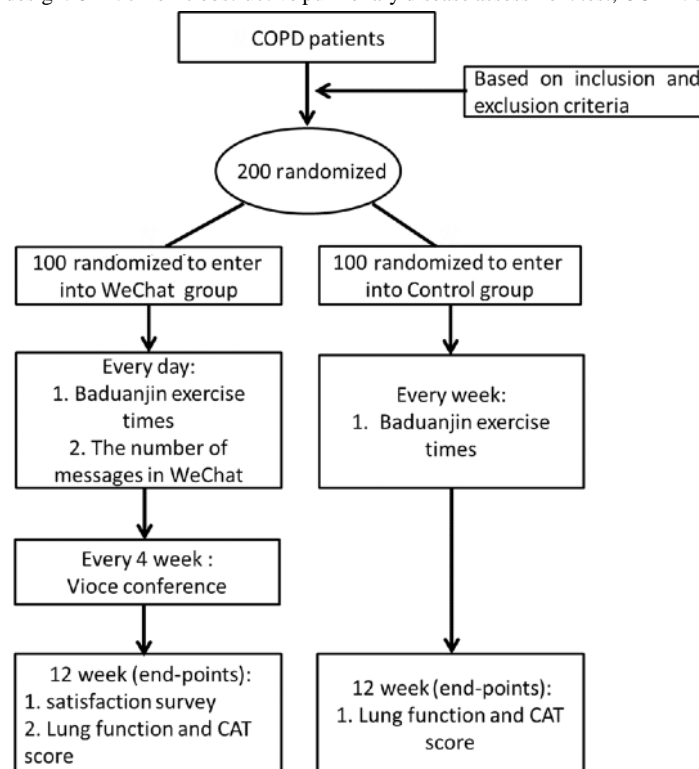 COPD patients
Based on inclusion and
exclusion criteria
200 randomized
100 randomized to enter
into WeChat group
100 randomized to enter
into Control group
Every day:
1. Baduanjin exercise
times
2. The number of
messages in WeChat
Every week:
1. Baduanjin exercise
times
Every 4 week :
Vioce conference
12 week (end-points):
1. satisfaction survey
2. Lung function and CAT
score
12 week (end-points):
1. Lung function and CAT
score